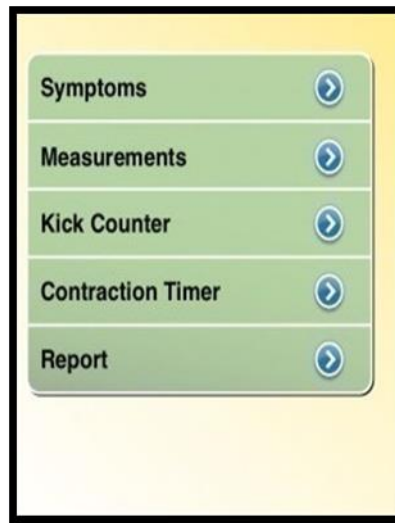 Symptoms
Measurements
Kick Counter
Contraction Timer
Report